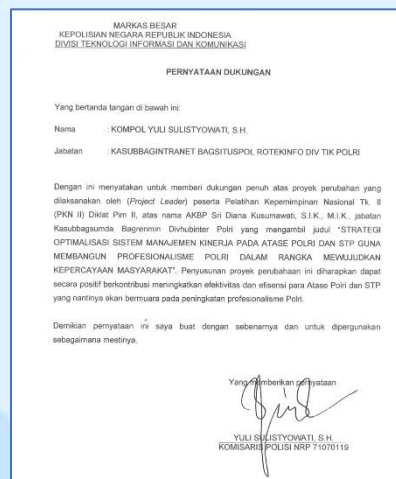 MARKAS BESAR
KEPOLISIAN NEGARA REPUBLIK INDONESIA
DIVISI TEKNOLOGI INFORMASI DAN KOMUNIKASI
PERNYATAAN DUKUNGAN
Yang bertanda tangan di bawah ini:
Nama : KOMPOL YULI SULISTYOWATI, S.H.
Jabatan : KASUBBAGINTRANET BAGSITUSPOL ROTEKINFO DIV TIK POLRI
Dengan ini menyatakan untuk memberi dukungan penuh atas proyek perubahan yang
dilaksanakan oleh (Project Leader) peserta Pelatihan Kepemimpinan Nasional Tk. II
(PKN II) Diklat Pim II, atas nama AKBP Sri Diana Kusumawati, S.I.K., M.I.K., jabatan
Kasubbagsumda Bagrenmin Divhubinter Polri yang mengambil judul "STRATEGI
OPTIMALISASI SISTEM MANAJEMEN KINERJA PADA ATASE POLRI DAN STP GUNA
MEMBANGUN PROFESIONALISME POLRI DALAM RANGKA MEWUJUDKAN
KEPERCAYAAN MASYARAKAT". Penyusunan proyek perubahan ini diharapkan dapat
secara positif berkontribusi meningkatkan efektivitas dan efisensi para Atase Polri dan STP
yang nantinya akan bermuara pada peningkatan profesionalisme Polri.
Demikian pernyataan ini saya buat dengan sebenarnya dan untuk dipergunakan
sebagaimana mestinya.
Yang memberikan pernyataan
YULI SULISTYOWATI, S.H.
KOMISARIS POLISI NRP 71070119